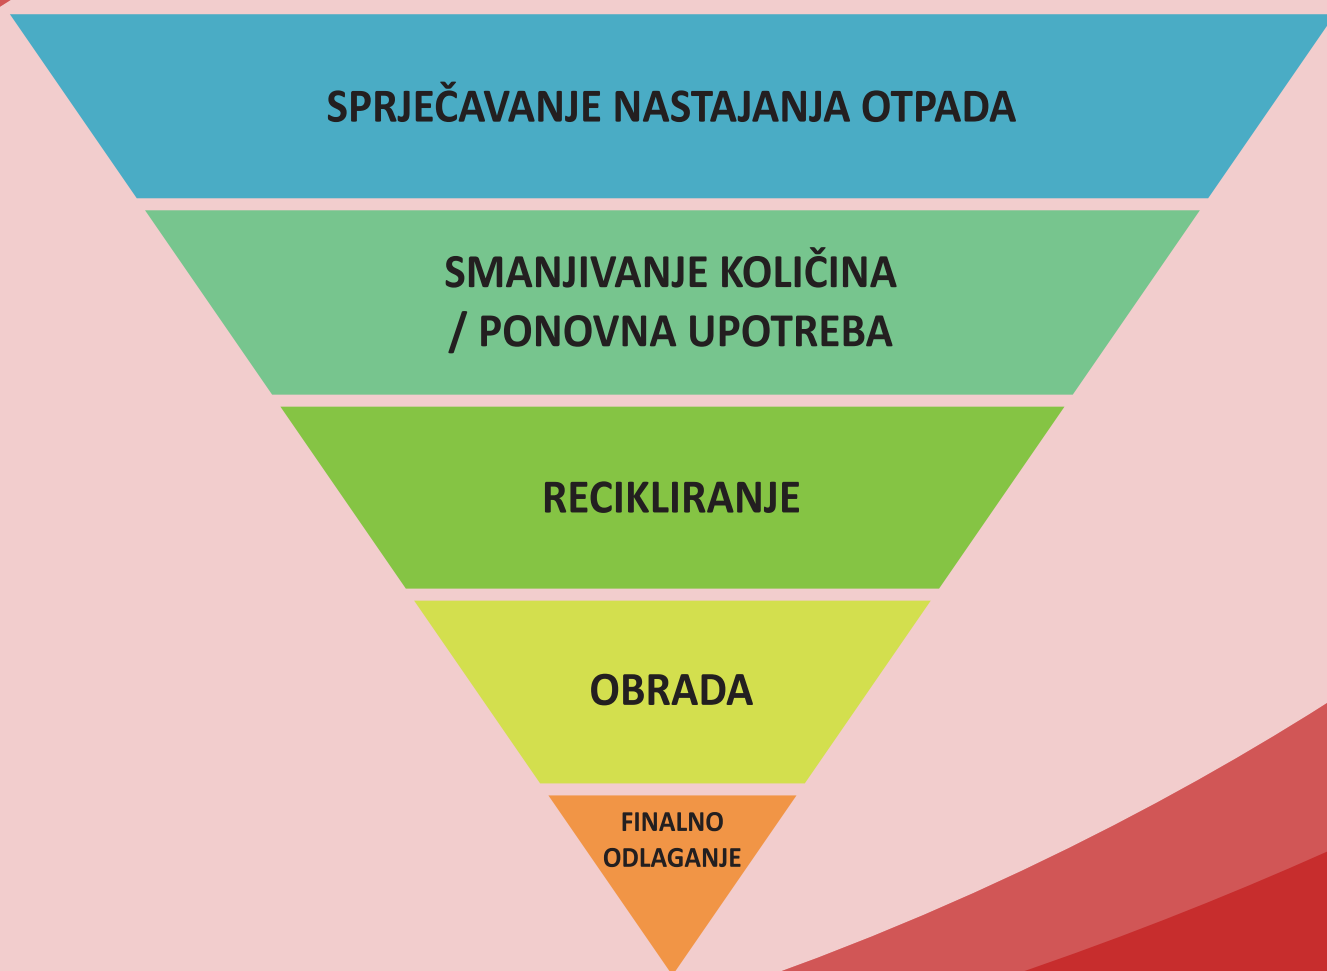 SPRJEČAVANJE NASTAJANJA OTPADA
SMANJIVANJE KOLIČINA
/ PONOVNA UPOTREBA
RECIKLIRANJE
OBRADA
FINALNO
ODLAGANJE